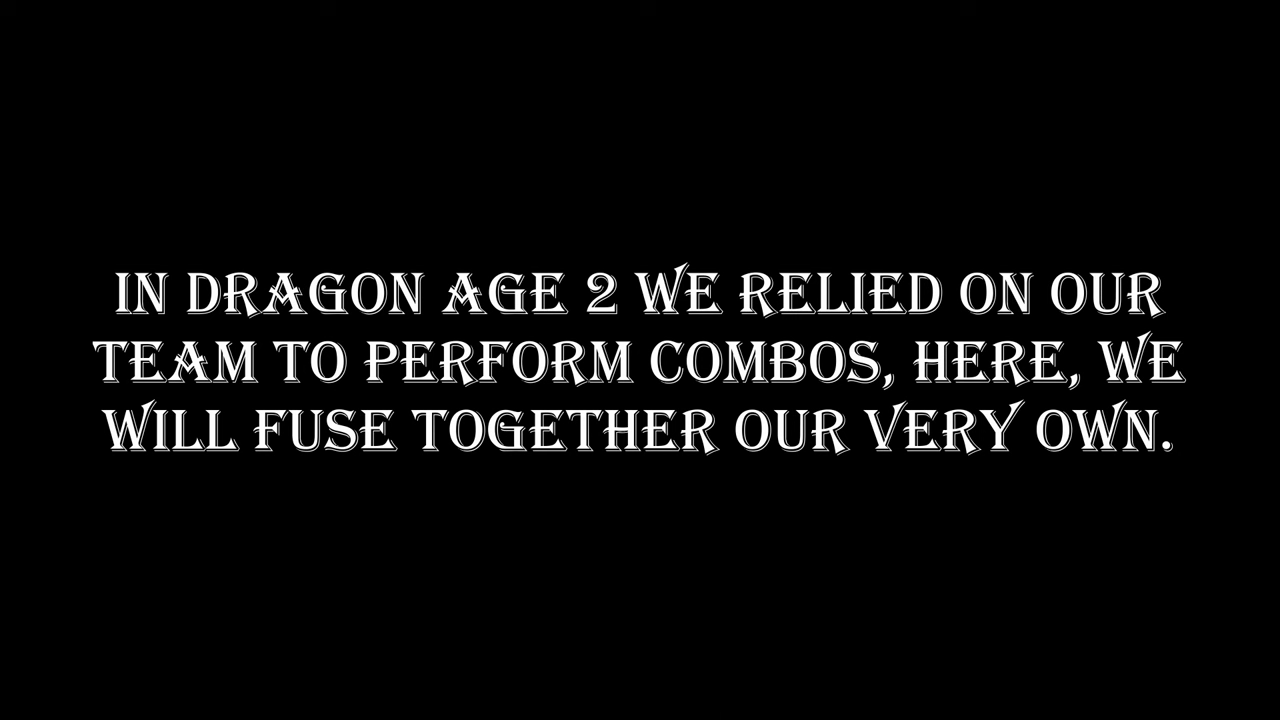 IN DRAGON AGE 2 WE RELIED ON OUR
TEAM TO PERFORM COMBOS, HERE, WE
WILL FUSE TOGETHER OUR VERY OWN.